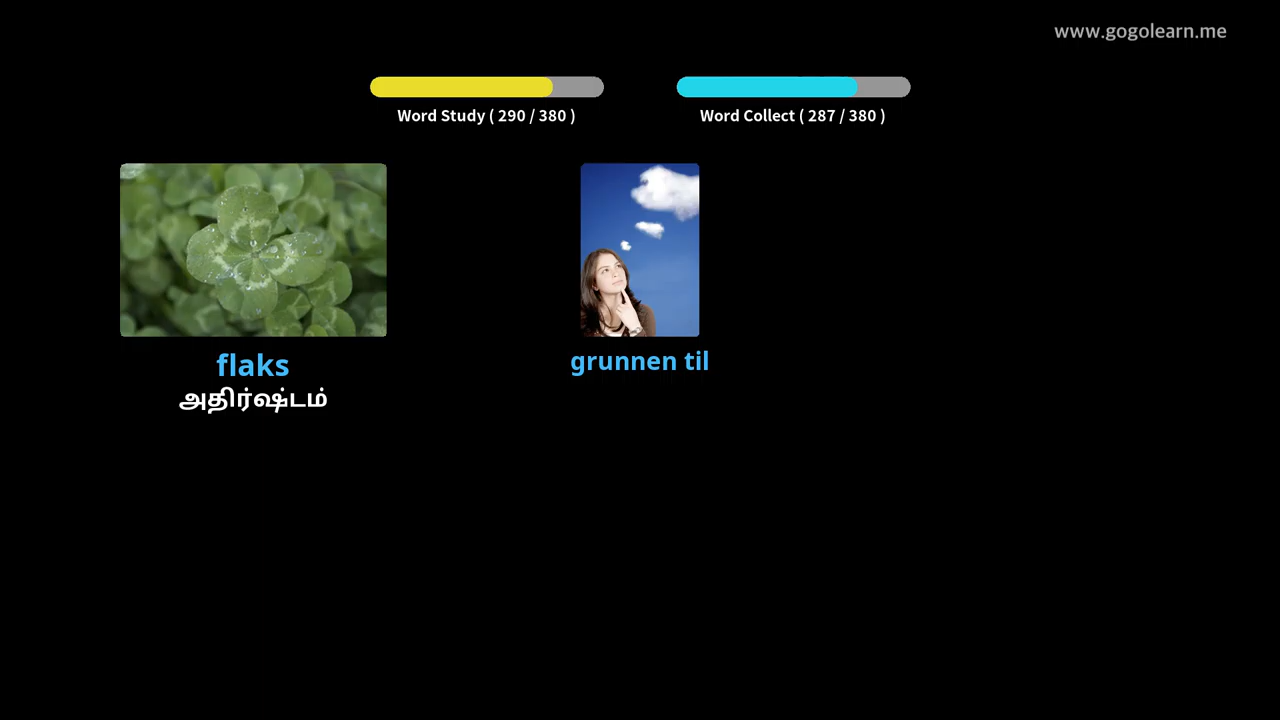 www.gogolearn.me
Word Study ( 290 / 380 )
Word Collect ( 287 / 380 )
flaks
அதிர்ஷ்டம்
grunnen til